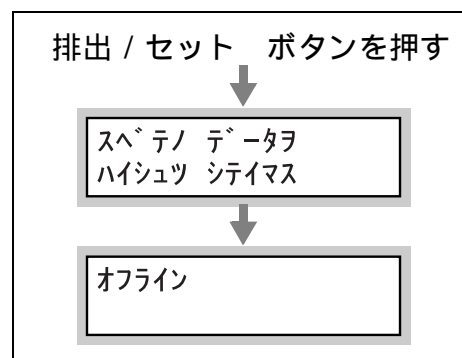 排出 / セット　ボタンを押す
スベテノ データヲ
ハイシュツ シテイマス
オフライン